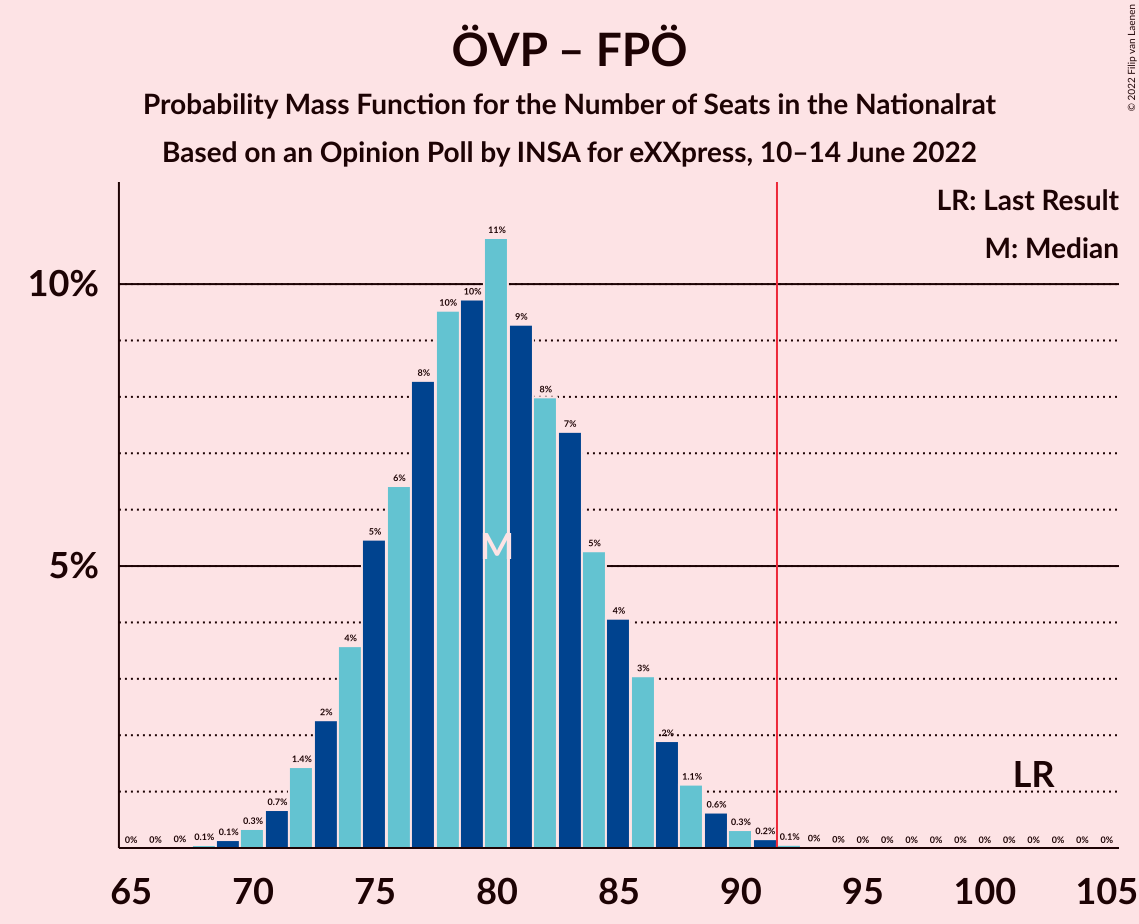 ÖVP – FPÖ
Probability Mass Function for the Number of Seats in the Nationalrat
Based on an Opinion Poll by INSA for eXXpress, 10–14 June 2022
© 2022 Filip van Laenen
LR: Last Result
M: Median
10%
5%
0% 0% 0% 0.1% 0.1% 0.3% 0.7% 1.4% 2% 4% 5% 6% 8% 10% 10% 11% 9% 8% 7% 5% 4% 3% 2% 1.1% 0.6% 0.3% 0.2% 0.1% 0% 0% 0% 0% 0% 0% 0% 0% 0% 0% 0% 0% 0%
M
LR
65 70 75 80 85 90 95 100 105